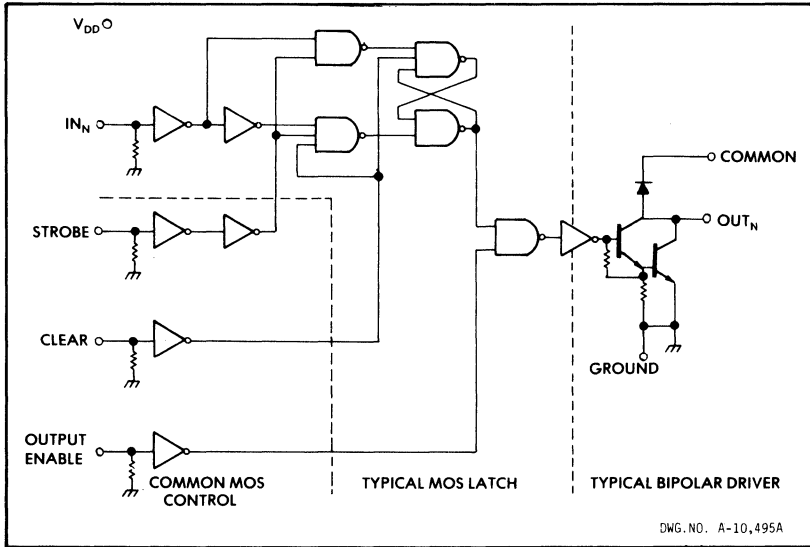 VDD
INN
COMMON
OUTN
STROBE
CLEAR
GROUND
OUTPUT
ENABLE
COMMON MOS
CONTROL
TYPICAL MOS LATCH
TYPICAL BIPOLAR DRIVER
DWG.NO. A-10,495A